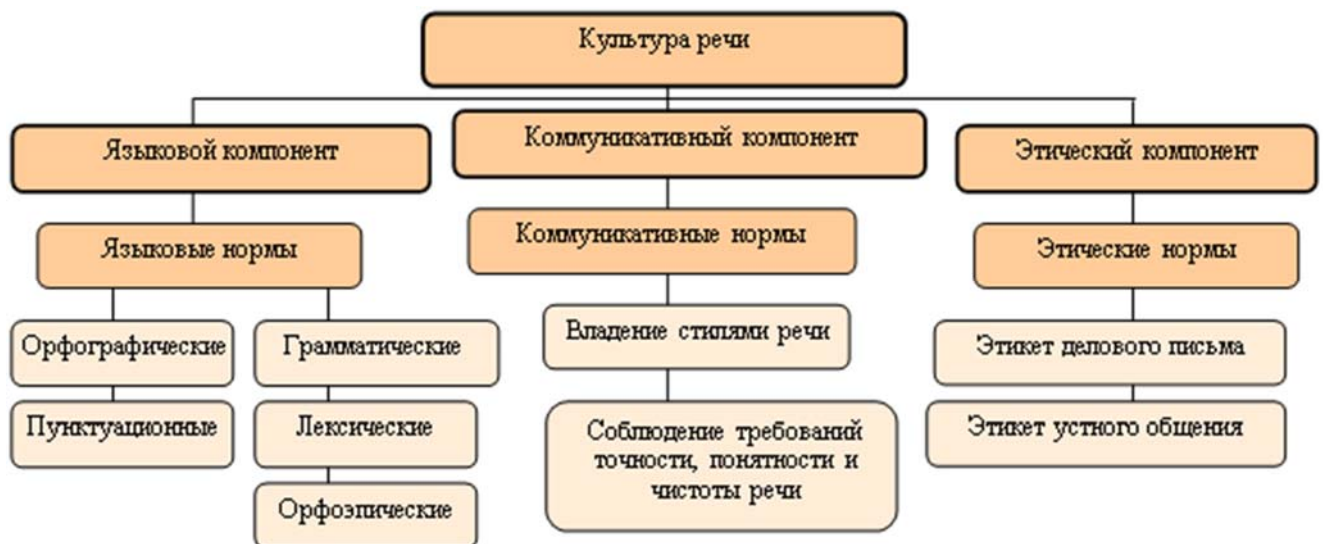 Культура речи
Языковой компонент
Коммуникативный компонент
Этический компонент
Языковые нормы
Коммуникативные нормы
Этические нормы
Орфографические
Грамматические
Владение стилями речи
Этикет делового письма
Пунктуационные
Лексические
Соблюдение требований
точности, понятности и
чистоты речи
Этикет устного общения
Орфоэпические